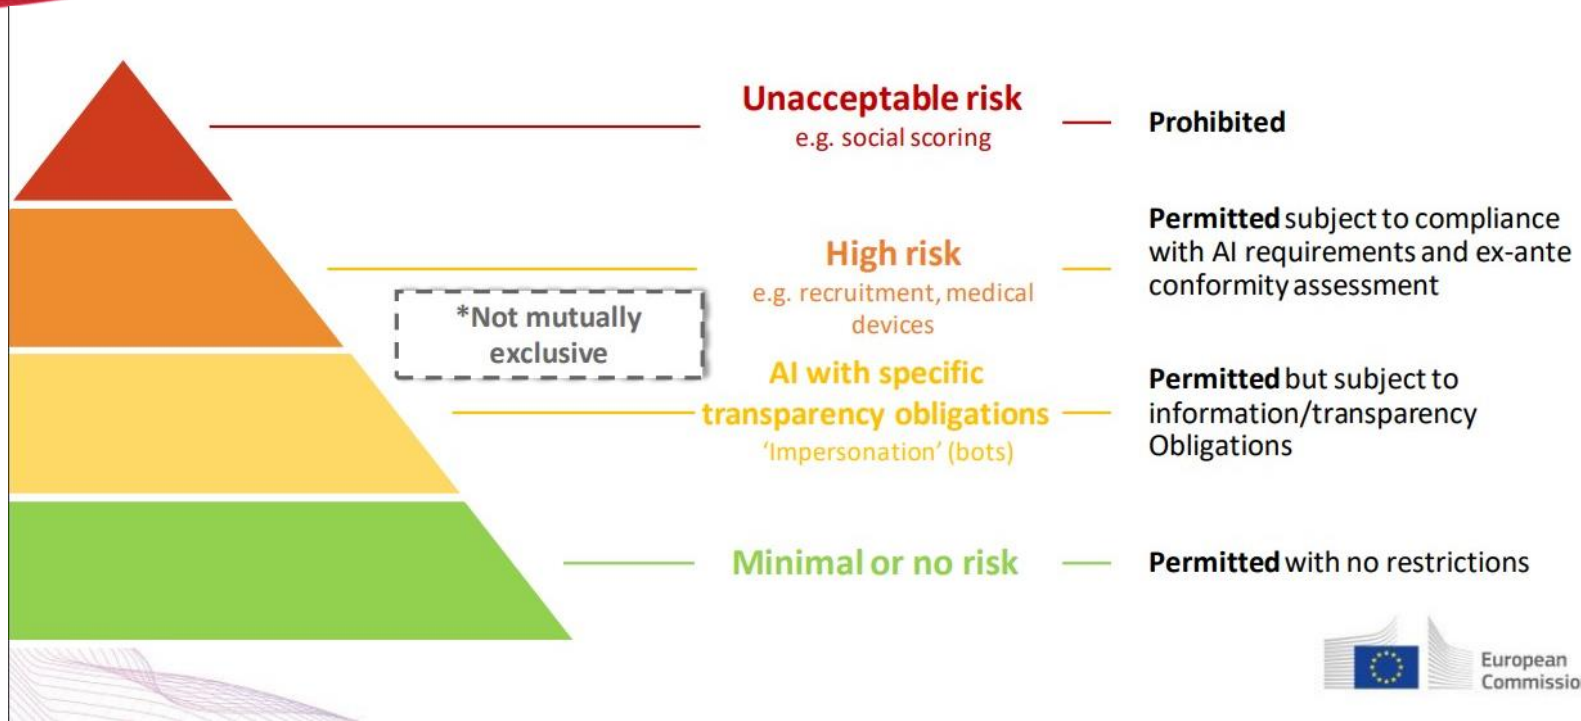 Unacceptable risk
e.g. social scoring
Prohibited
High risk
e.g. recruitment, medical
devices
Permitted subject to compliance
with AI requirements and ex-ante
conformity assessment
*Not mutually
exclusive
AI with specific
transparency obligations
'Impersonation' (bots)
Permitted but subject to
information/transparency
Obligations
Minimal or no risk
Permitted with no restrictions
European
Commissio